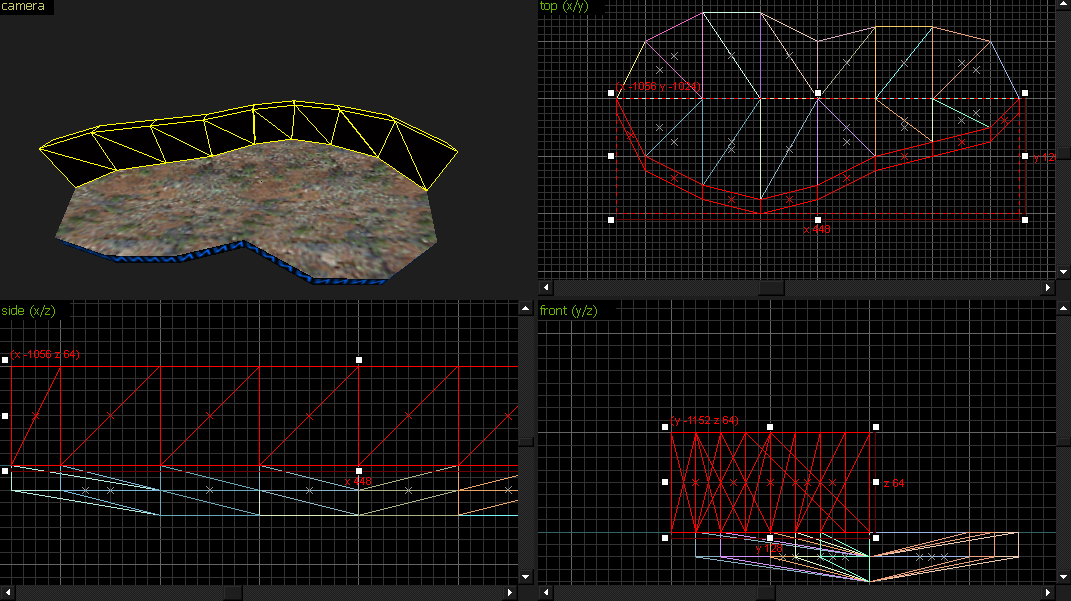 camera
top (x/y)
(x -1056 y -1024)
y 12
x 448
side (x/z)
(x -1056 z 64)
x 448
front (y/z)
(y -1152 z 64)
z 64
y 128